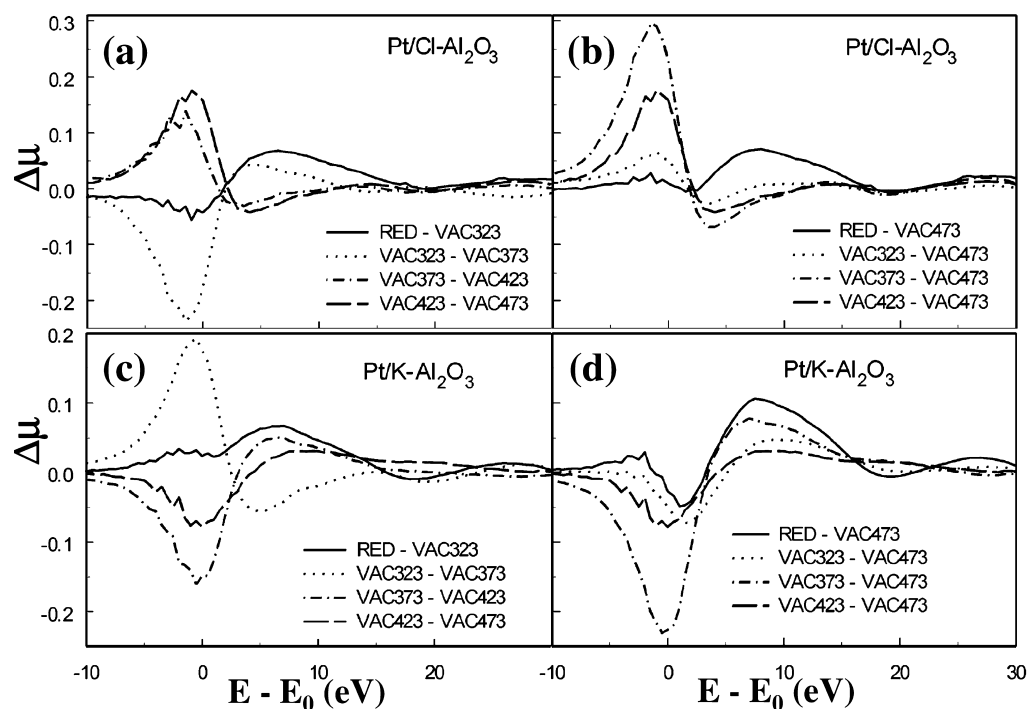 (a)
Pt/Cl-Al₂O₃
(b)
Pt/Cl-Al₂O₃
0.3
0.2
0.1
0.0
-0.1
-0.2
Δμ
RED - VAC323
VAC323 - VAC373
VAC373 - VAC423
VAC423 - VAC473
RED - VAC473
VAC323 - VAC473
VAC373 - VAC473
VAC423 - VAC473
-10
0
10
20
(c)
Pt/K-Al₂O₃
(d)
Pt/K-Al₂O₃
0.2
0.1
0.0
-0.1
-0.2
Δμ
RED - VAC323
VAC323 - VAC373
VAC373 - VAC423
VAC423 - VAC473
RED - VAC473
VAC323 - VAC473
VAC373 - VAC473
VAC423 - VAC473
-10 0 10 20 -10 0 10 20 30
E - E₀ (eV)
E - E₀ (eV)